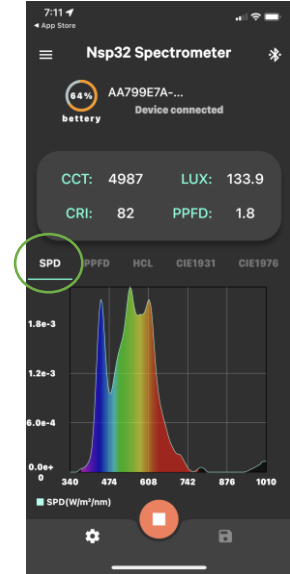 7:11
◀ App Store
Nsp32 Spectrometer
64%
bettery
AA799E7A-...
Device connected
CCT: 4987 LUX: 133.9
CRI: 82 PPFD: 1.8
SPD PPFD HCL CIE1931 CIE1976
1.8e-3
1.2e-3
6.0e-4
0.0e+
0
340 474 608 742 876 1010
SPD(W/m²/nm)